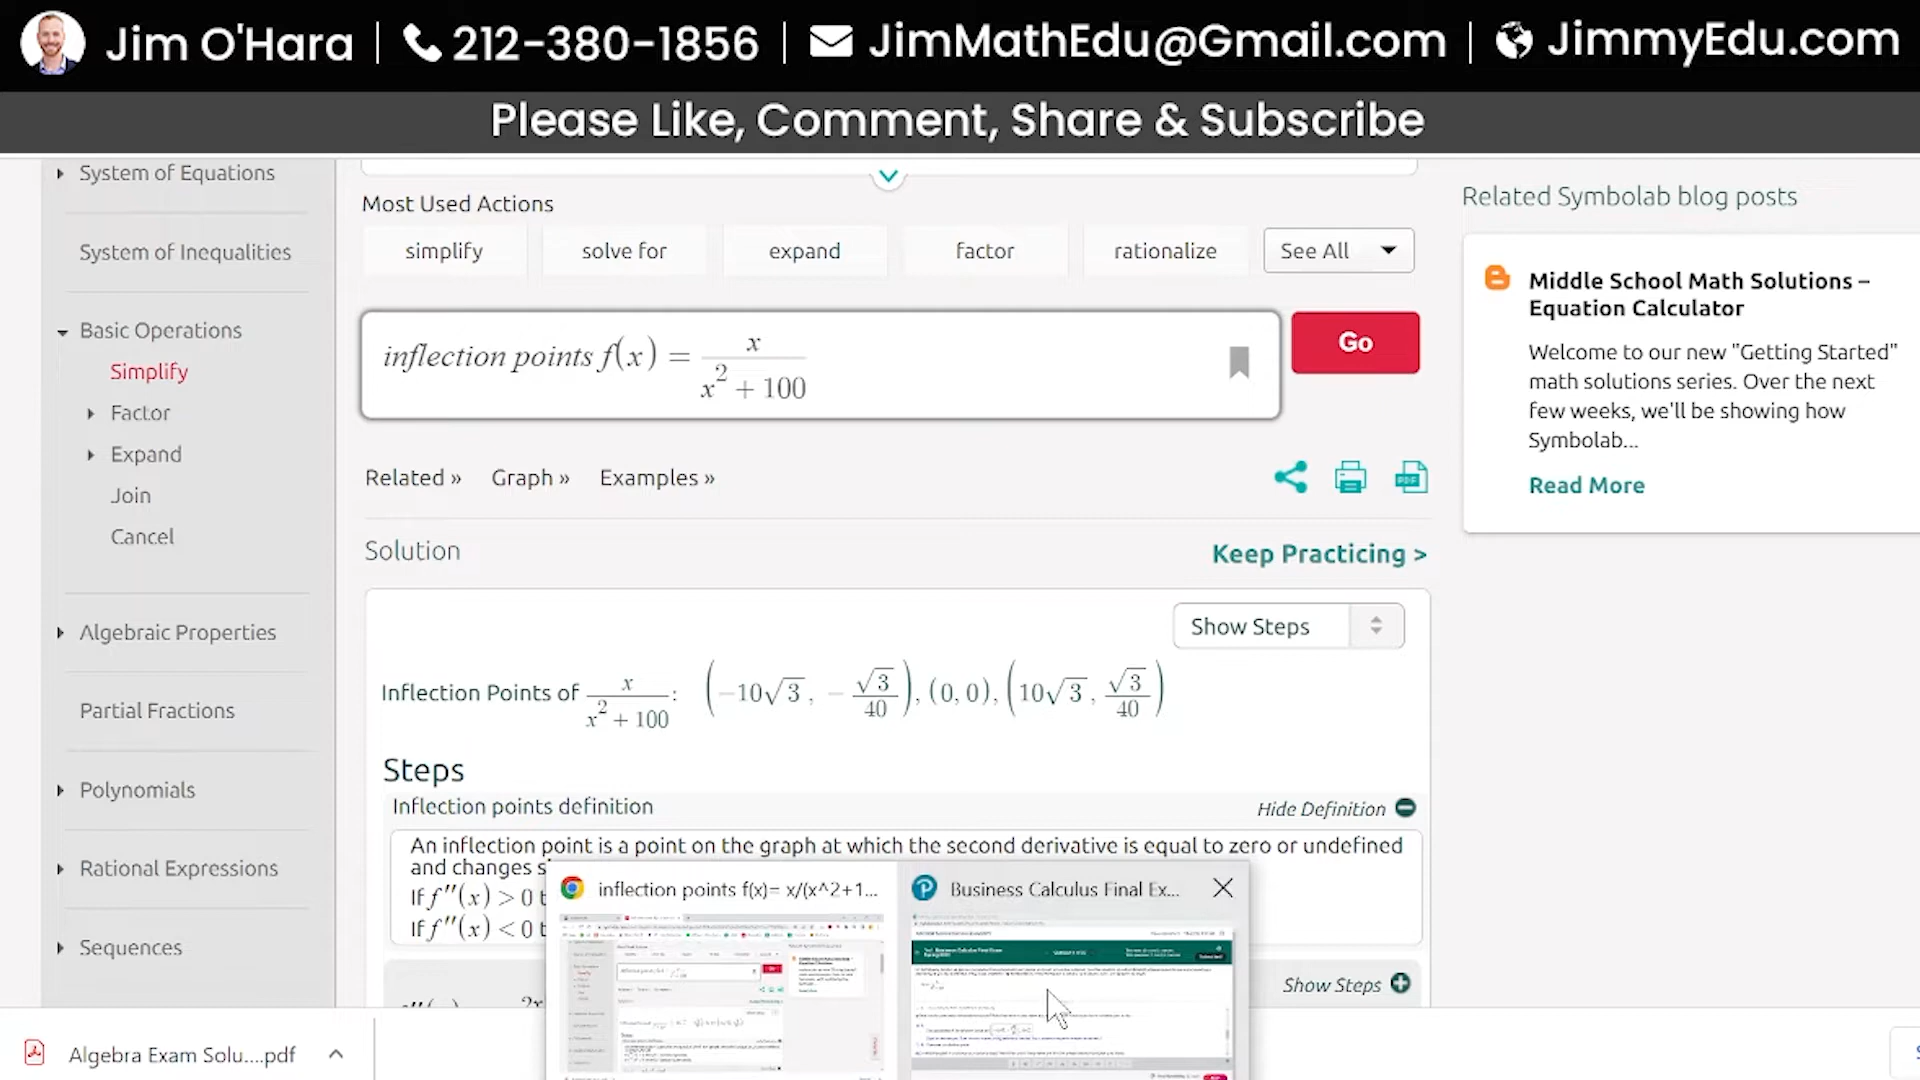 Jim O'Hara | 212-380-1856 | JimMathEdu@Gmail.com | JimmyEdu.com
Please Like, Comment, Share & Subscribe
System of Equations
System of Inequalities
Basic Operations
Simplify
Factor
Expand
Join
Cancel
Algebraic Properties
Partial Fractions
Polynomials
Rational Expressions
Sequences
Most Used Actions
simplify solve for expand factor rationalize See All
inflection points f(x) = x / (x^2 + 100)
Go
Related » Graph » Examples »
PDF
Solution
Keep Practicing >
Show Steps
Inflection Points of x / (x^2 + 100): (-10√3, -√3/40), (0, 0), (10√3, √3/40)
Steps
Inflection points definition
Hide Definition
An inflection point is a point on the graph at which the second derivative is equal to zero or undefined
and changes s
If f''(x) > 0 t
If f''(x) < 0 t
Show Steps
inflection points f(x)= x/(x^2+1...
Business Calculus Final Ex...
Related Symbolab blog posts
Middle School Math Solutions –
Equation Calculator
Welcome to our new "Getting Started"
math solutions series. Over the next
few weeks, we'll be showing how
Symbolab...
Read More
Algebra Exam Solu....pdf